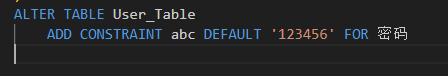 ALTER TABLE User_Table
ADD CONSTRAINT abc DEFAULT '123456' FOR 密码